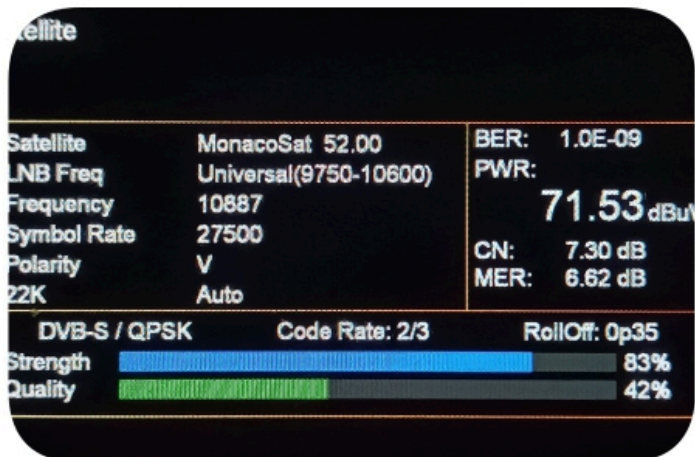 tellite
Satellite MonacoSat 52.00
LNB Freq Universal(9750-10600)
Frequency 10887
Symbol Rate 27500
Polarity V
22K Auto
BER: 1.0E-09
PWR:
71.53 dBuV
CN: 7.30 dB
MER: 6.62 dB
DVB-S / QPSK Code Rate: 2/3 RollOff: 0p35
Strength 83%
Quality 42%